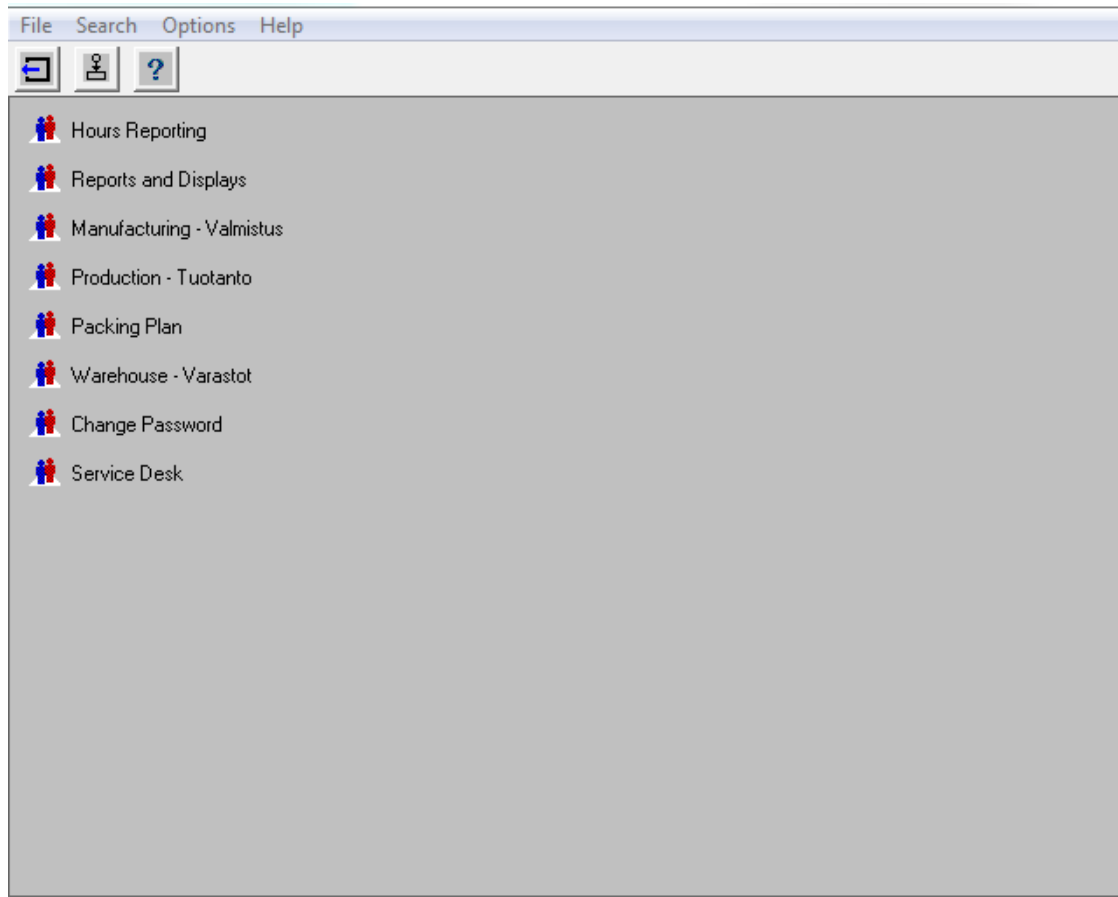 File Search Options Help
?
Hours Reporting
Reports and Displays
Manufacturing - Valmistus
Production - Tuotanto
Packing Plan
Warehouse - Varastot
Change Password
Service Desk